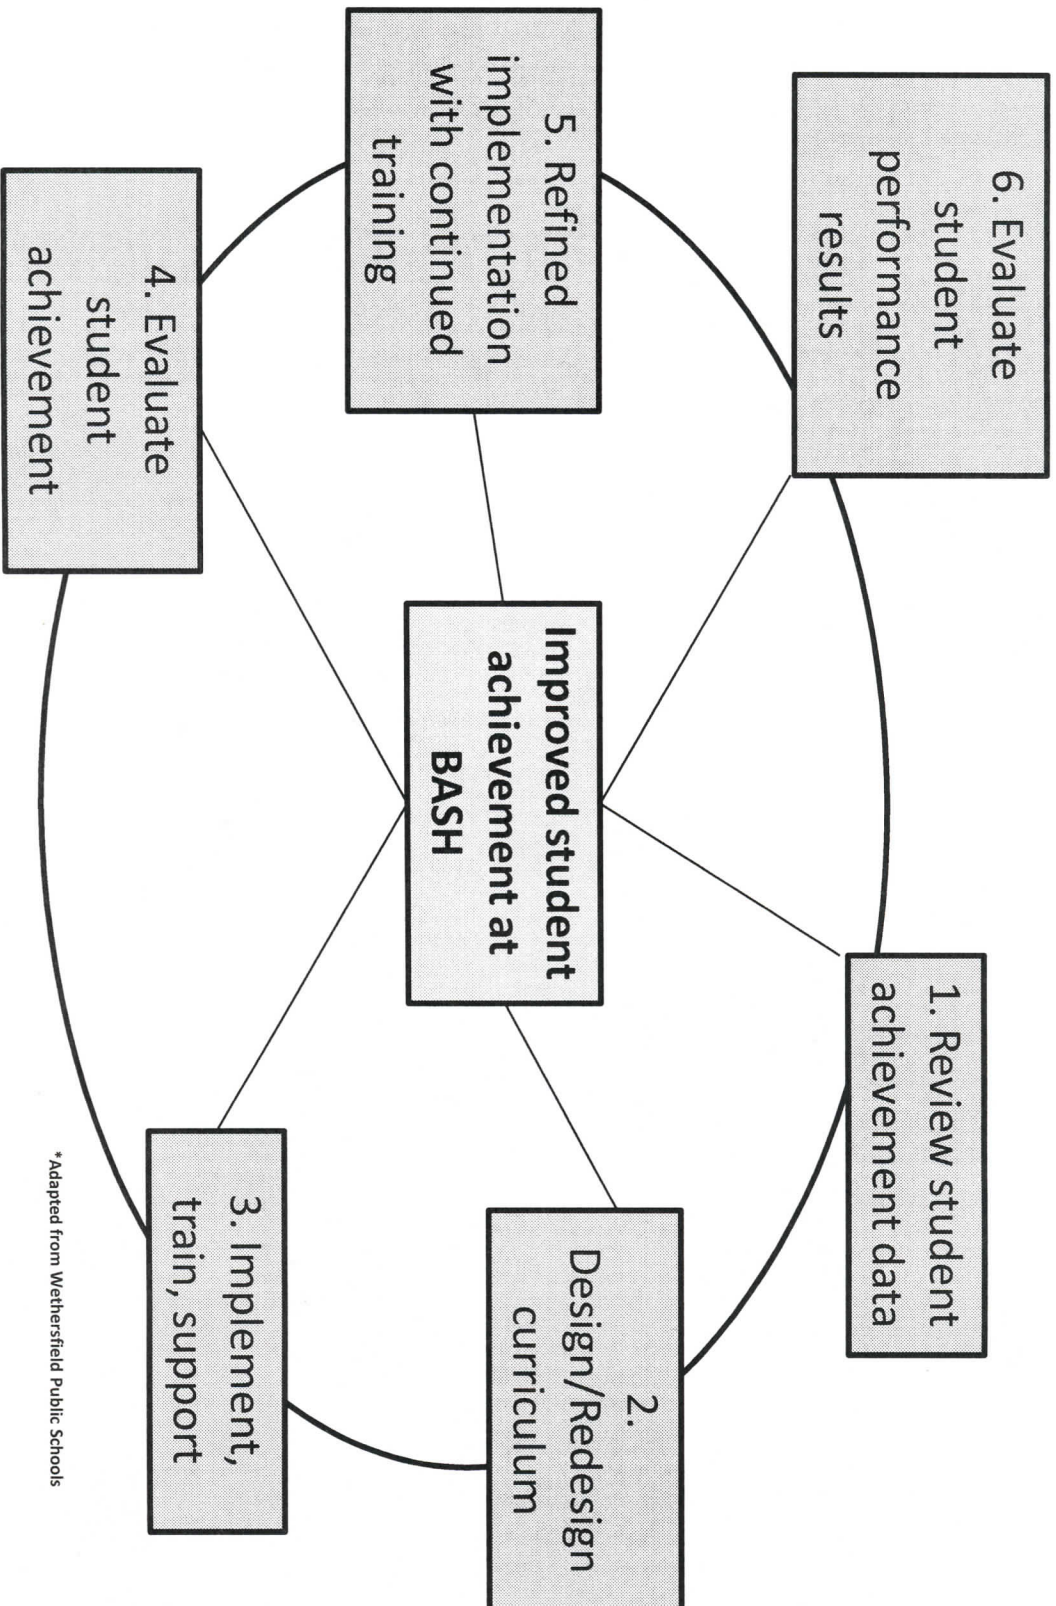 1. Review student
achievement data
2.
Design/Redesign
curriculum
3. Implement,
train, support
4. Evaluate
student
achievement
5. Refined
implementation
with continued
training
6. Evaluate
student
performance
results
Improved student
achievement at
BASH
*Adapted from Wethersfield Public Schools